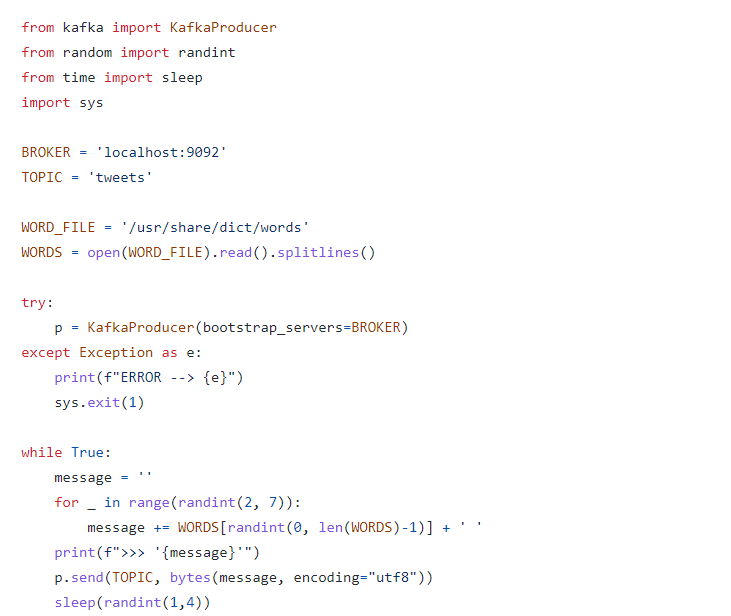 from kafka import KafkaProducer
from random import randint
from time import sleep
import sys

BROKER = 'localhost:9092'
TOPIC = 'tweets'

WORD_FILE = '/usr/share/dict/words'
WORDS = open(WORD_FILE).read().splitlines()

try:
    p = KafkaProducer(bootstrap_servers=BROKER)
except Exception as e:
    print(f"ERROR --> {e}")
    sys.exit(1)

while True:
    message = ''
    for _ in range(randint(2, 7)):
        message += WORDS[randint(0, len(WORDS)-1)] + ' '
    print(f">>> '{message}'")
    p.send(TOPIC, bytes(message, encoding="utf8"))
    sleep(randint(1,4))